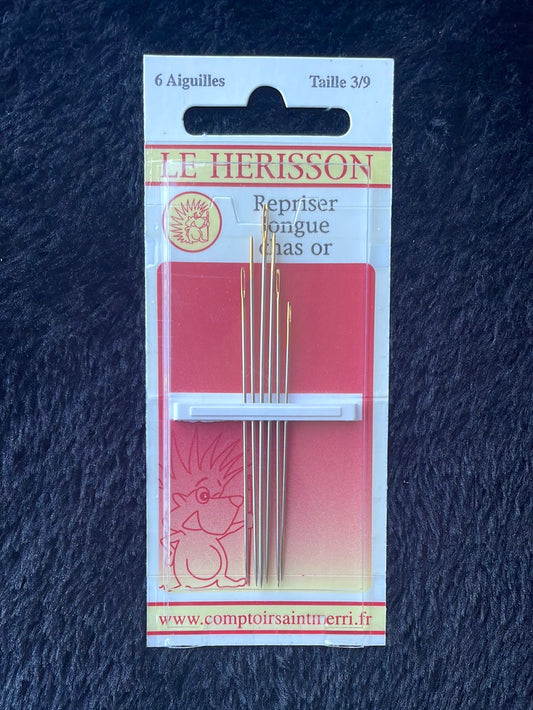 6 Aiguilles Taille 3/9
LE HERISSON
Repriser
longue
chas or
www.comptoirsaintmerri.fr